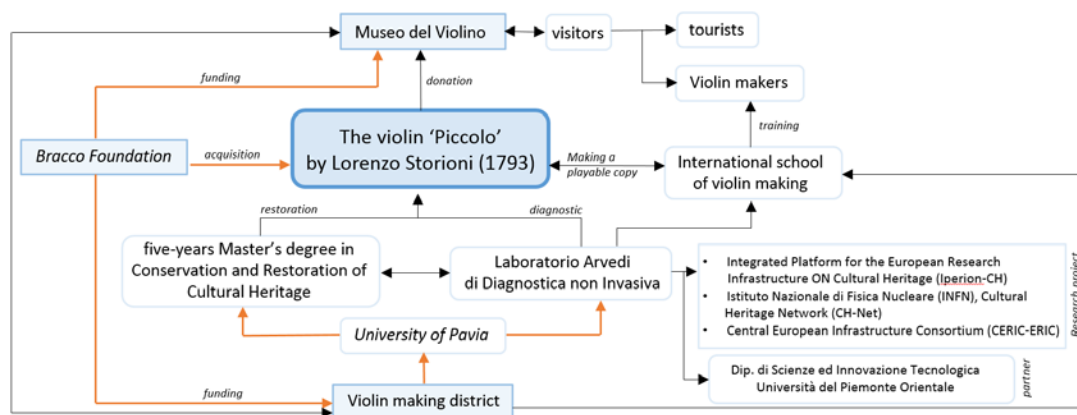 Museo del Violino
visitors
tourists
funding
donation
Violin makers
training
Bracco Foundation
acquisition
The violin ‘Piccolo’
by Lorenzo Storioni (1793)
Making a
playable copy
International school
of violin making
restoration
diagnostic
five-years Master’s degree in
Conservation and Restoration of
Cultural Heritage
Laboratorio Arvedi
di Diagnostica non Invasiva
• Integrated Platform for the European Research
Infrastructure ON Cultural Heritage (Iperion-CH)
• Istituto Nazionale di Fisica Nucleare (INFN), Cultural
Heritage Network (CH-Net)
• Central European Infrastructure Consortium (CERIC-ERIC)
Research project
University of Pavia
Dip. di Scienze ed Innovazione Tecnologica
Università del Piemonte Orientale
partner
funding
Violin making district